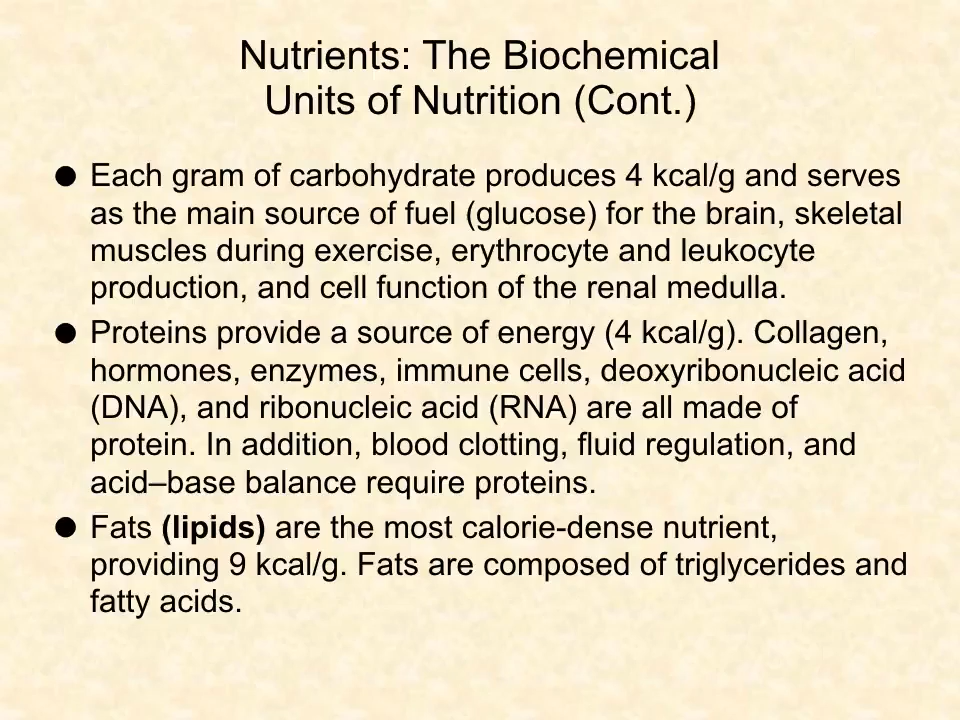 Nutrients: The Biochemical
Units of Nutrition (Cont.)
● Each gram of carbohydrate produces 4 kcal/g and serves
as the main source of fuel (glucose) for the brain, skeletal
muscles during exercise, erythrocyte and leukocyte
production, and cell function of the renal medulla.
● Proteins provide a source of energy (4 kcal/g). Collagen,
hormones, enzymes, immune cells, deoxyribonucleic acid
(DNA), and ribonucleic acid (RNA) are all made of
protein. In addition, blood clotting, fluid regulation, and
acid–base balance require proteins.
● Fats (lipids) are the most calorie-dense nutrient,
providing 9 kcal/g. Fats are composed of triglycerides and
fatty acids.